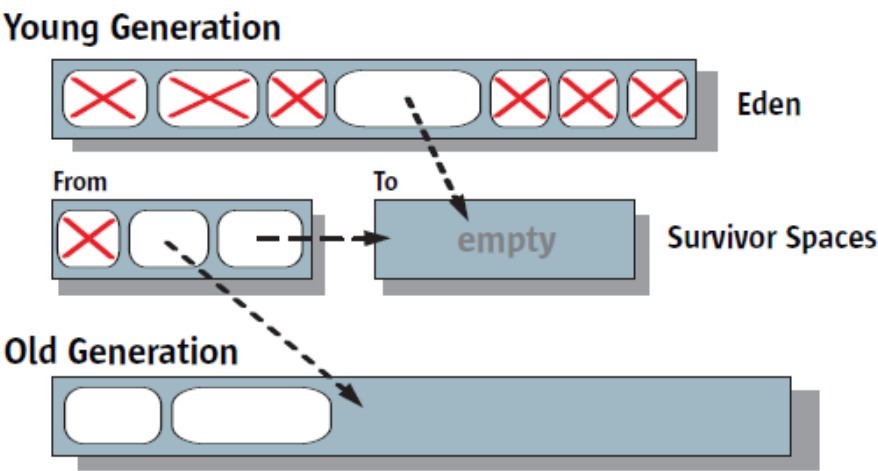 Young Generation
Eden
From
To
empty
Survivor Spaces
Old Generation